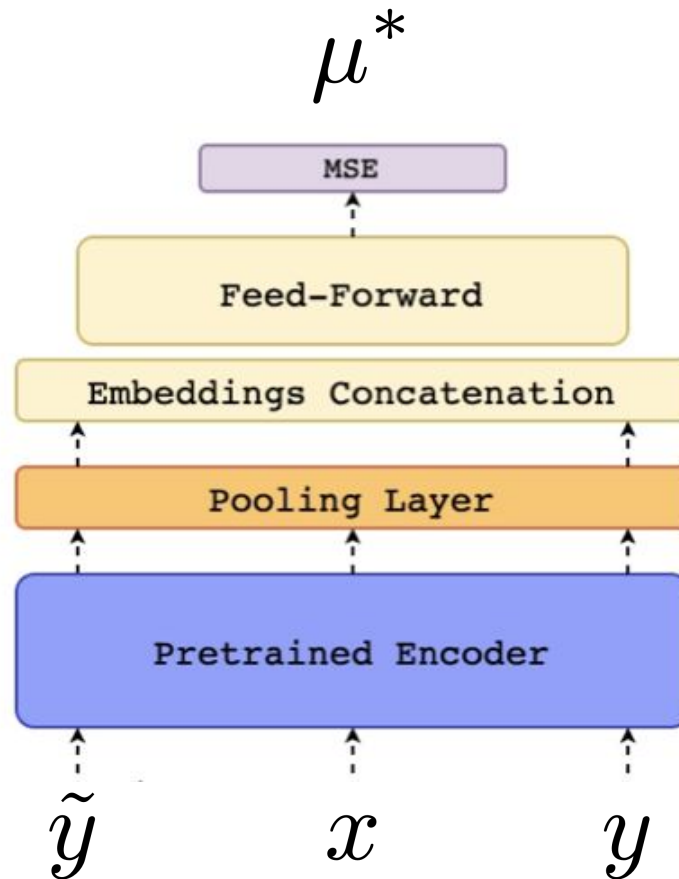 μ*
MSE
Feed-Forward
Embeddings Concatenation
Pooling Layer
Pretrained Encoder
ỹ x y